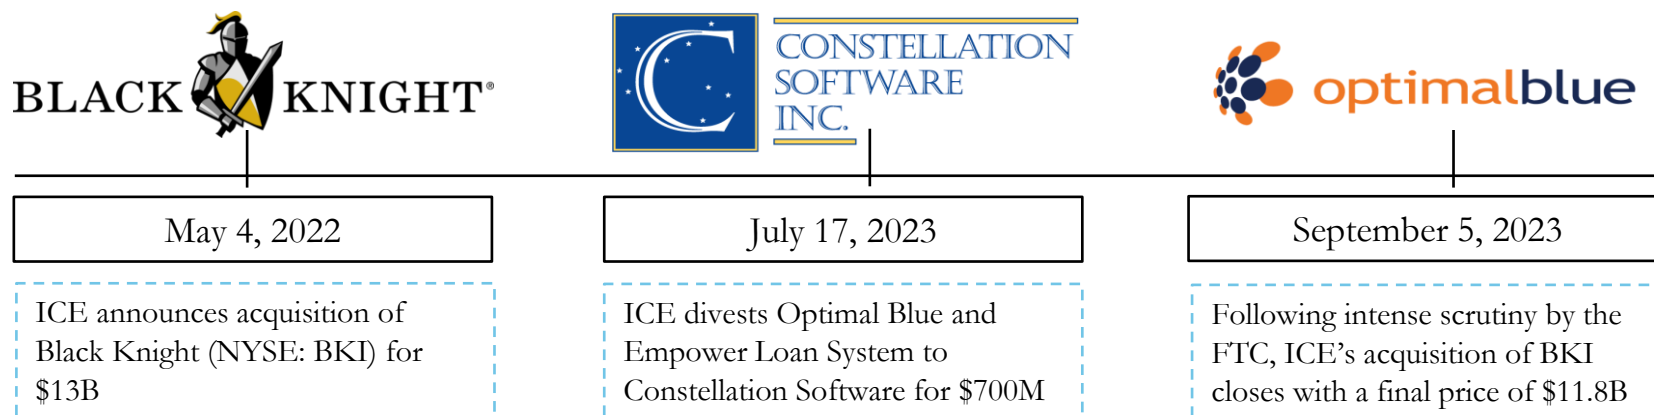 BLACK KNIGHT®
CONSTELLATION
SOFTWARE
INC.
optimalblue
May 4, 2022
July 17, 2023
September 5, 2023
ICE announces acquisition of
Black Knight (NYSE: BKI) for
$13B
ICE divests Optimal Blue and
Empower Loan System to
Constellation Software for $700M
Following intense scrutiny by the
FTC, ICE’s acquisition of BKI
closes with a final price of $11.8B